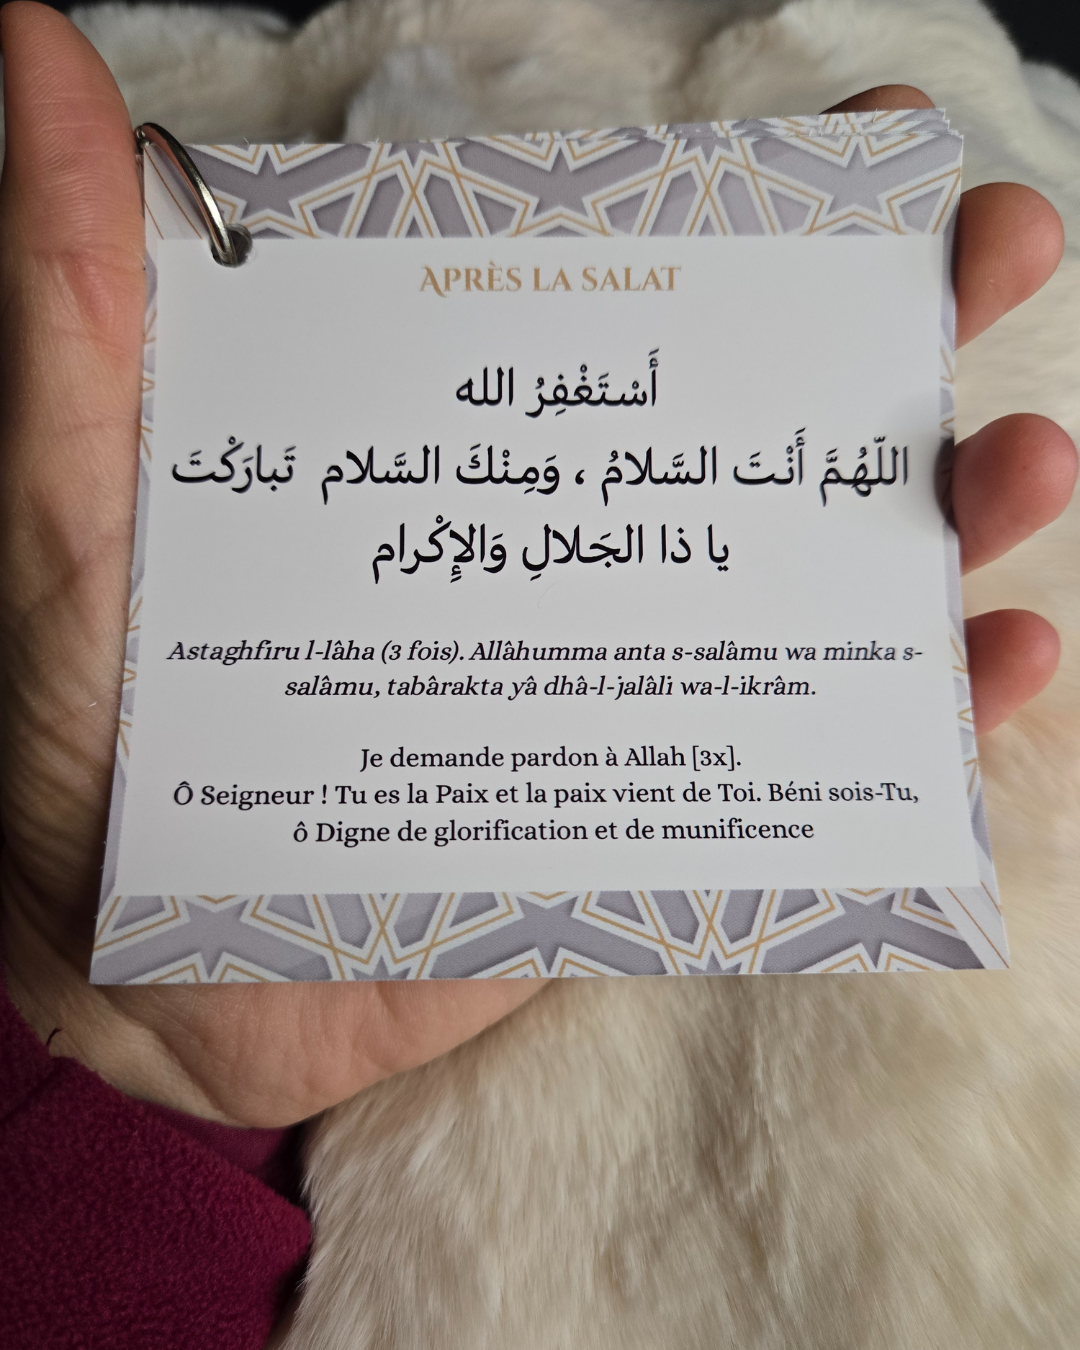 APRÈS LA SALAT
أَسْتَغْفِرُ الله
اللّهُمَّ أَنْتَ السَّلامُ ، وَمِنْكَ السَّلام تَبارَكْتَ
يا ذا الجَلالِ وَالإِكْرام
Astaghfiru l-lâha (3 fois). Allâhumma anta s-salâmu wa minka s-
salâmu, tabârakta yâ dhâ-l-jalâli wa-l-ikrâm.
Je demande pardon à Allah [3x].
Ô Seigneur ! Tu es la Paix et la paix vient de Toi. Béni sois-Tu,
ô Digne de glorification et de munificence